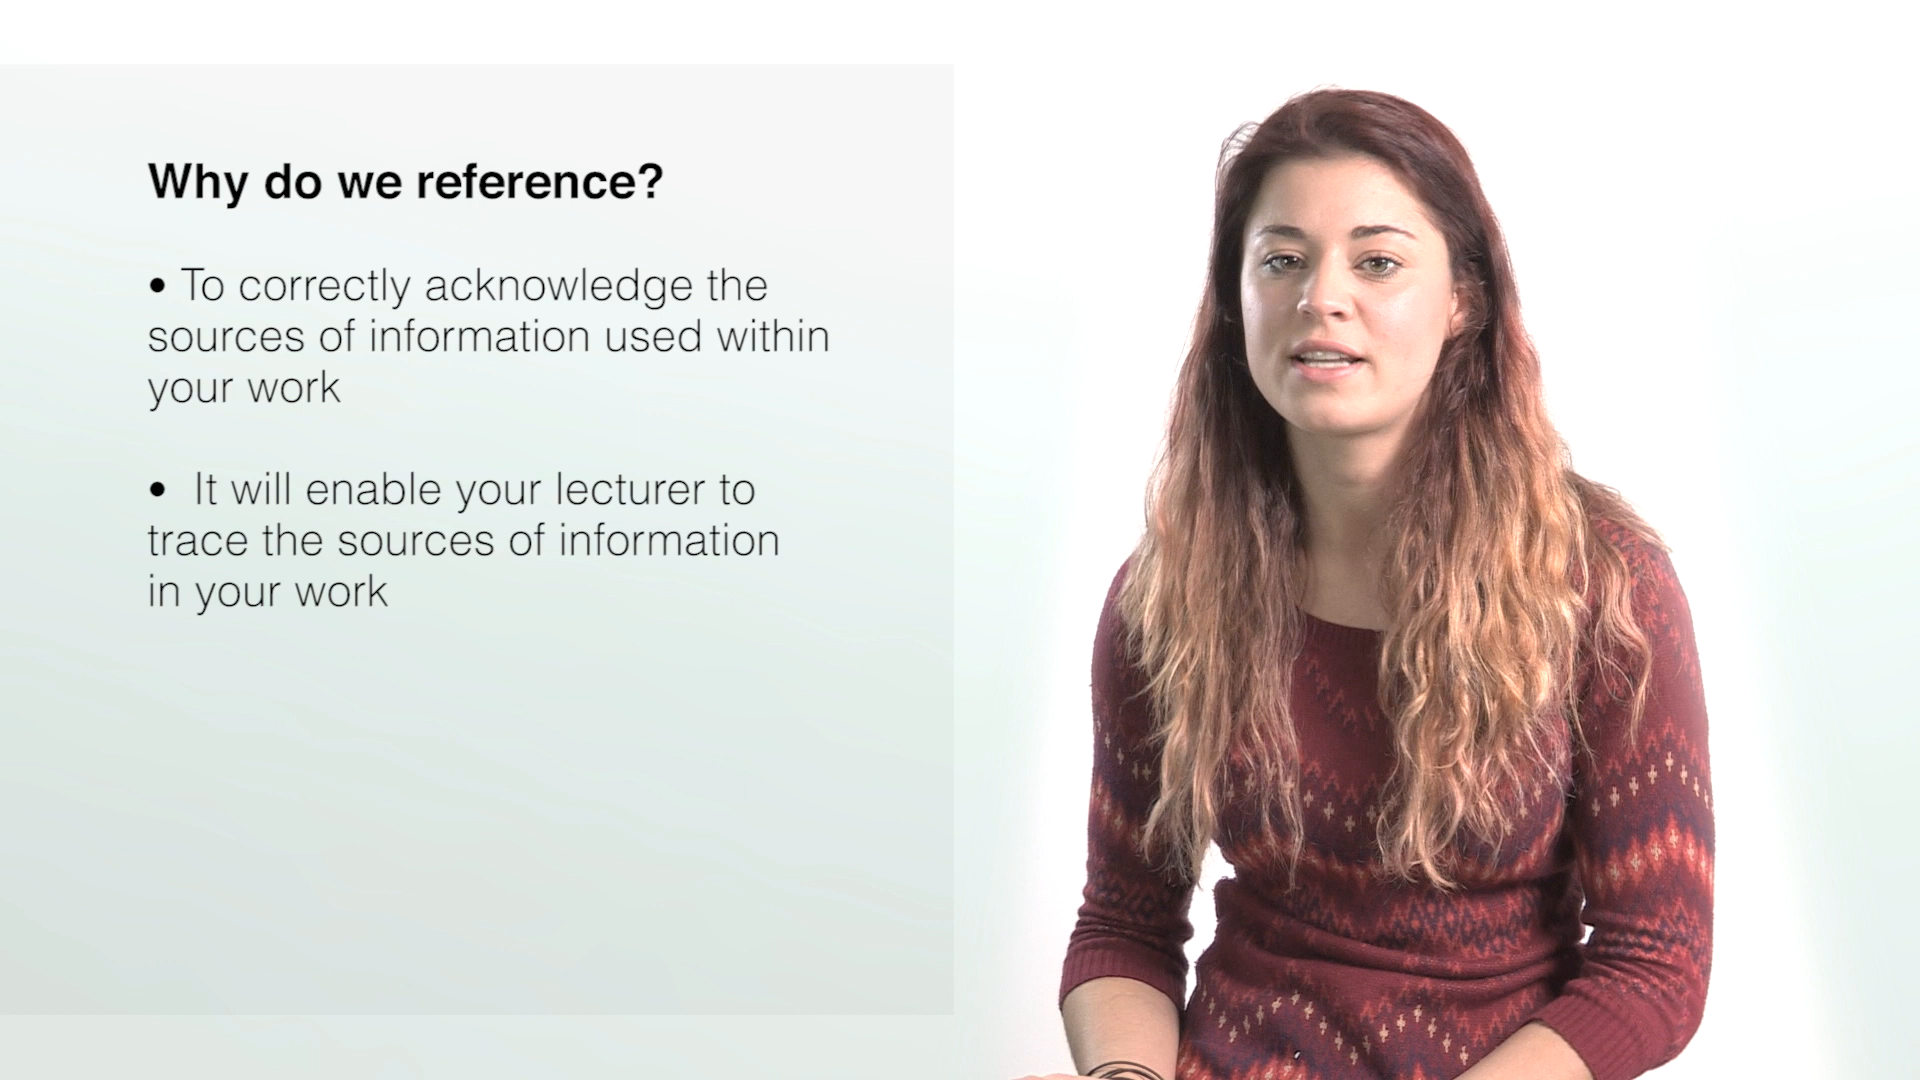 Why do we reference?
• To correctly acknowledge the
sources of information used within
your work
• It will enable your lecturer to
trace the sources of information
in your work